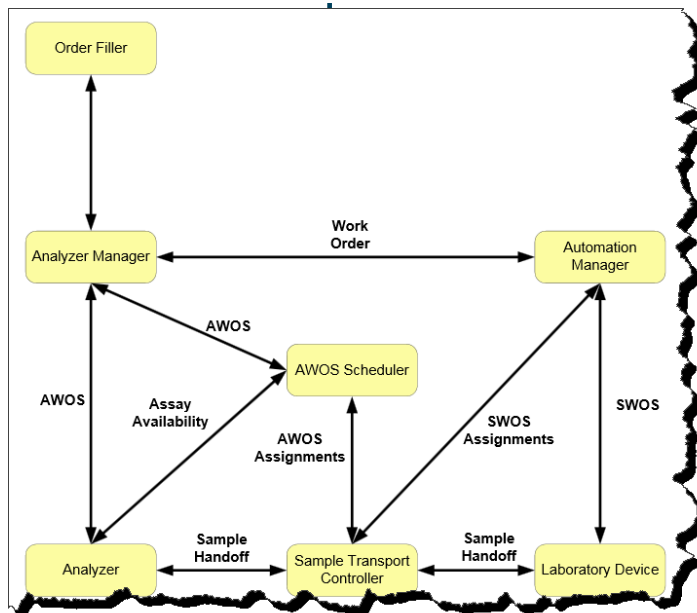 Order Filler
Work
Order
Analyzer Manager
Automation
Manager
AWOS
AWOS Scheduler
AWOS
Assay
Availability
AWOS
Assignments
SWOS
Assignments
SWOS
Sample
Handoff
Sample
Handoff
Analyzer
Sample Transport
Controller
Laboratory Device